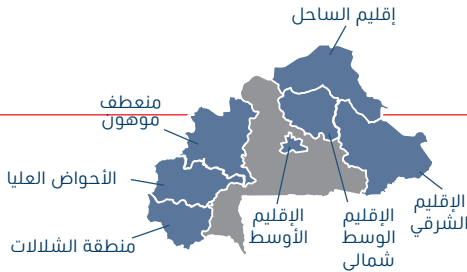 إقليم الساحل
منعطف
موهون
الأحواض العليا
منطقة الشلالات
الإقليم
الأوسط
الإقليم
الوسط
شمالي
الإقليم
الشرقي